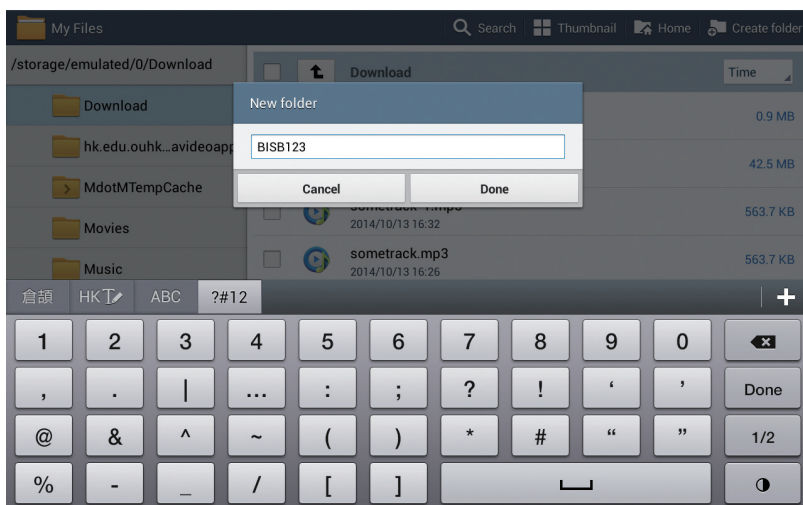 My Files
Search
Thumbnail
Home
Create folder
/storage/emulated/0/Download
Download
Time
Download
New folder
0.9 MB
hk.edu.ouhk...avideoapp
BISB123
42.5 MB
MdotMTempCache
Cancel
Done
563.7 KB
2014/10/13 16:32
Movies
sometrack.mp3
563.7 KB
Music
2014/10/13 16:26
倉頡 HK ABC ?#12 +
1 2 3 4 5 6 7 8 9 0
, . | ... : ; ? ! ‘ ’ Done
@ & ^ ~ ( ) * # “ ” 1/2
% - _ / [ ]